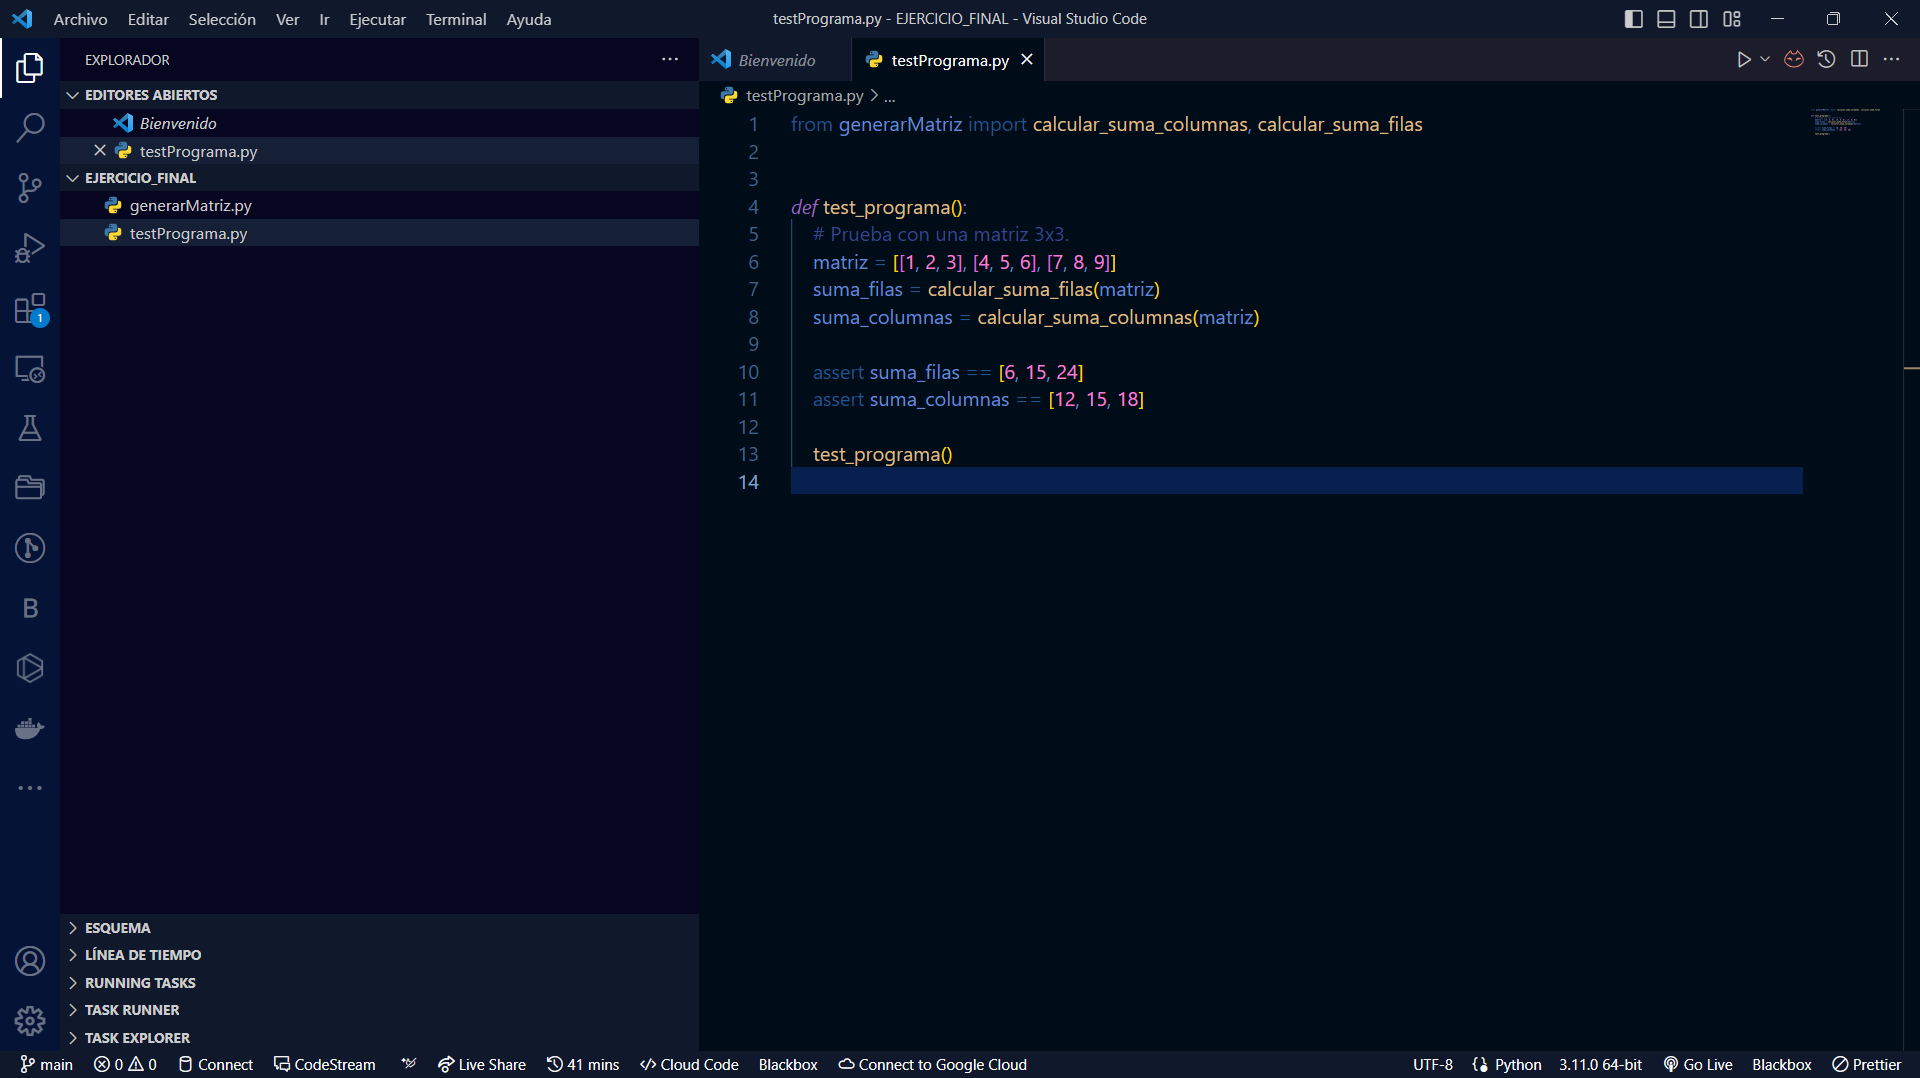 Archivo Editar Selección Ver Ir Ejecutar Terminal Ayuda
testPrograma.py - EJERCICIO_FINAL - Visual Studio Code
EXPLORADOR
EDITORES ABIERTOS
Bienvenido
testPrograma.py
EJERCICIO_FINAL
generarMatriz.py
testPrograma.py
1
ESQUEMA
LÍNEA DE TIEMPO
RUNNING TASKS
TASK RUNNER
TASK EXPLORER
Bienvenido testPrograma.py
testPrograma.py > ...
1 from generarMatriz import calcular_suma_columnas, calcular_suma_filas
2
3
4 def test_programa():
5 # Prueba con una matriz 3x3.
6 matriz = [[1, 2, 3], [4, 5, 6], [7, 8, 9]]
7 suma_filas = calcular_suma_filas(matriz)
8 suma_columnas = calcular_suma_columnas(matriz)
9
10 assert suma_filas == [6, 15, 24]
11 assert suma_columnas == [12, 15, 18]
12
13 test_programa()
14
main 0 0 Connect CodeStream Live Share 41 mins Cloud Code Blackbox Connect to Google Cloud UTF-8 Python 3.11.0 64-bit Go Live Blackbox Prettier